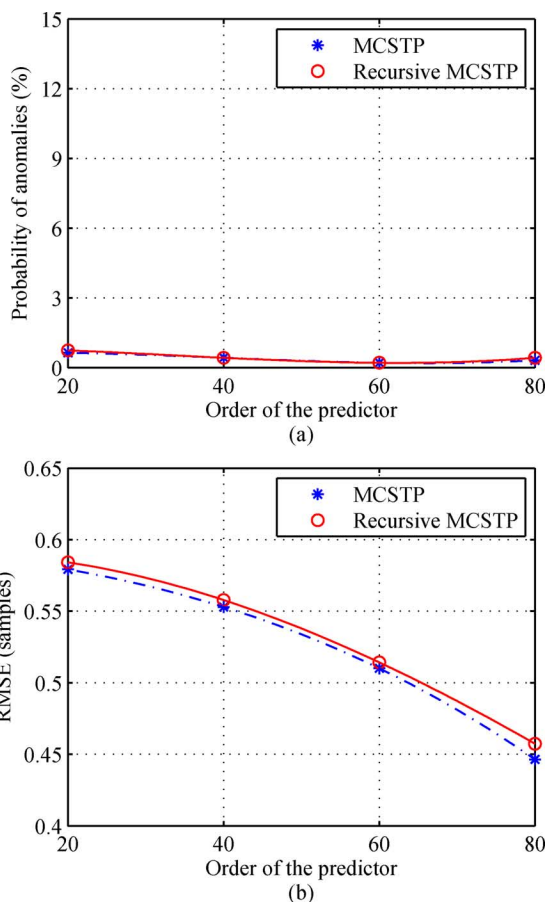 15
12
9
6
3
0
Probability of anomalies (%)
MCSTP
Recursive MCSTP
20 40 60 80
Order of the predictor
(a)
0.65
0.6
0.55
0.5
0.45
0.4
RMSE (samples)
MCSTP
Recursive MCSTP
20 40 60 80
Order of the predictor
(b)